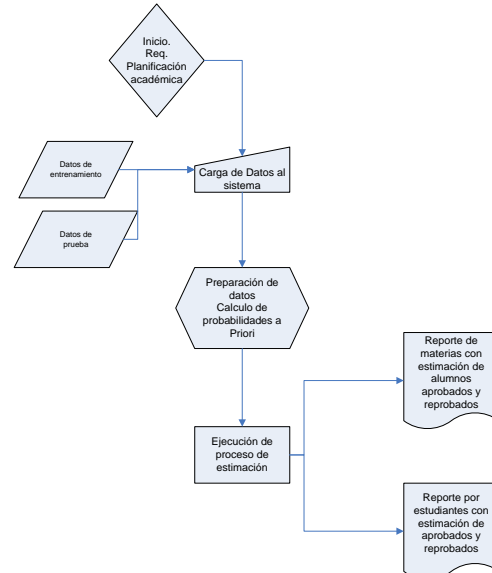 Inicio.
Req.
Planificación
académica
Datos de
entrenamiento
Carga de Datos al
sistema
Datos de
prueba
Preparación de
datos
Calculo de
probabilidades a
Priori
Reporte de
materias con
estimación de
alumnos
aprobados y
reprobados
Ejecución de
proceso de
estimación
Reporte por
estudiantes con
estimación de
aprobados y
reprobados